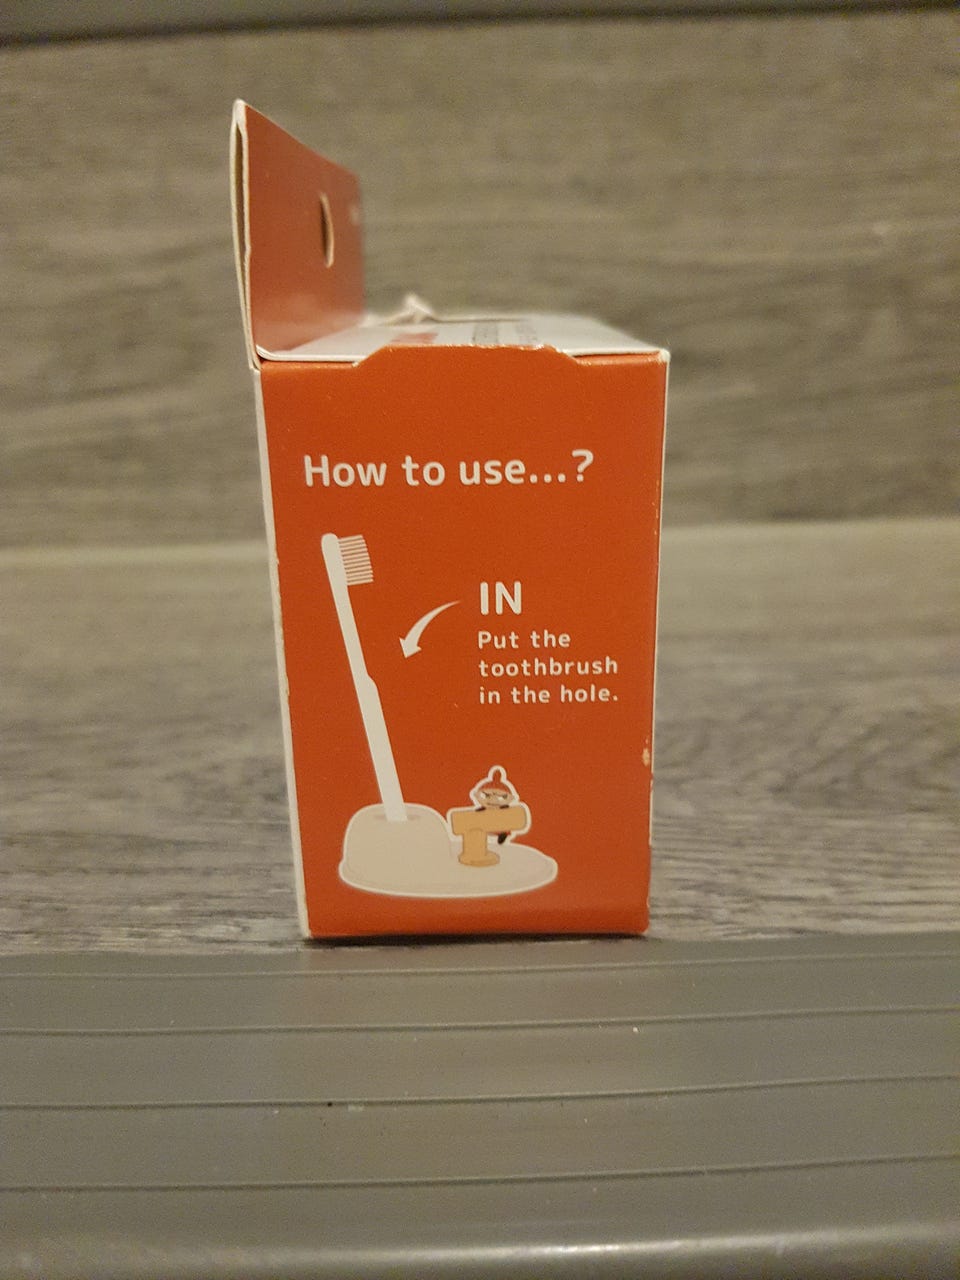 How to use...?
IN
Put the
toothbrush
in the hole.